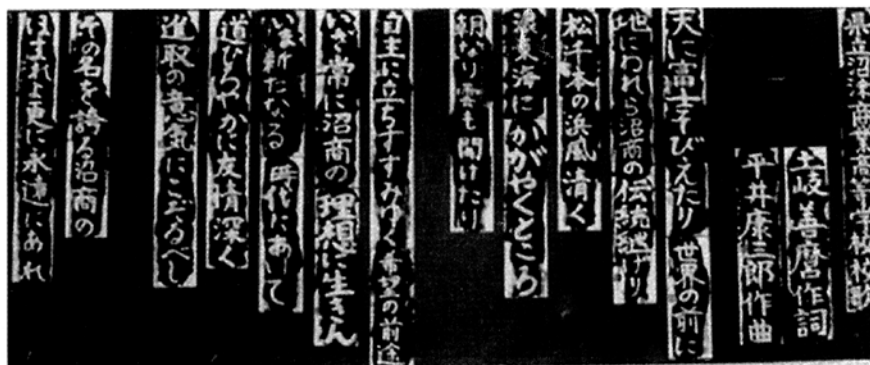 県立沼津商業高等学校校歌
土岐善麿作詞
平井康三郎作曲
天に富士そびえたり 世界の前に
地にわれら沼商の伝統継げり
松千本の浜風清く
浪東海にかがやくところ
朝なり雲も開けたり
自主に立ちすすみゆく希望の前途
いざ常に沼商の理想に生きん
いま新たなる 時代にあいて
道ひろやかに友情深く
進取の意気にこぞるべし
その名を誇る沼商の
ほまれよ更に永遠にあれ